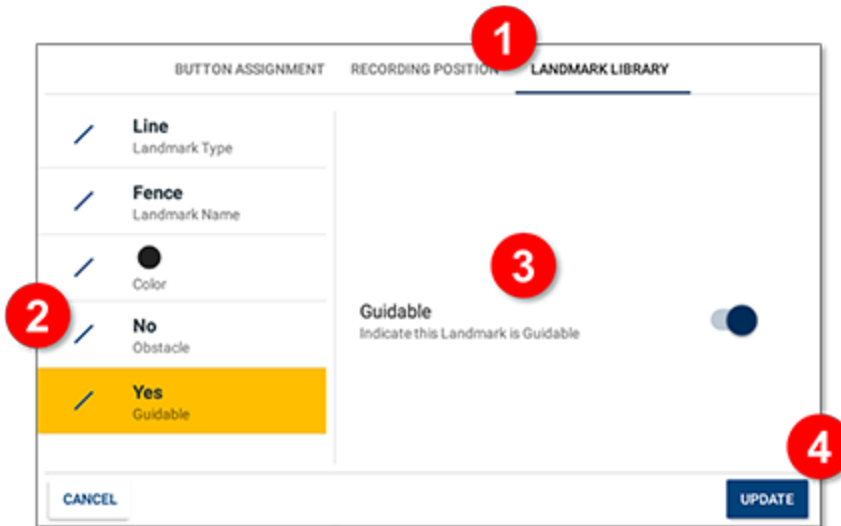 1
BUTTON ASSIGNMENT RECORDING POSITION LANDMARK LIBRARY
Line
Landmark Type
Fence
Landmark Name
Color
3
2
No
Obstacle
Guidable
Indicate this Landmark is Guidable
Yes
Guidable
4
CANCEL
UPDATE